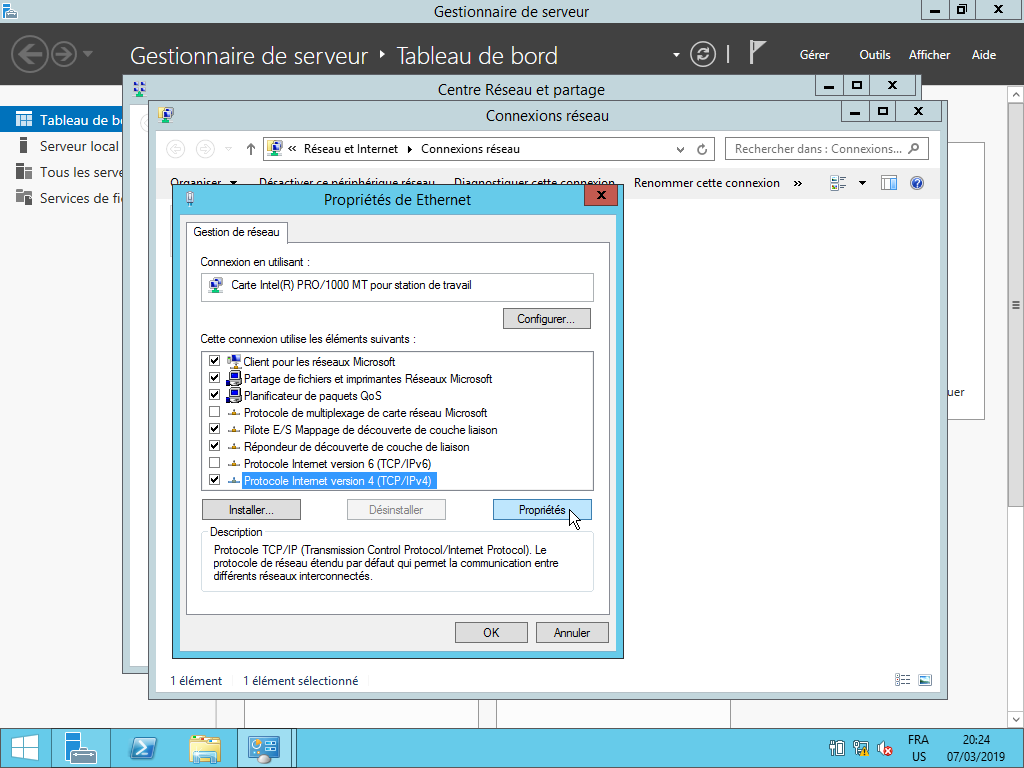 Gestionnaire de serveur
Gestionnaire de serveur ‣ Tableau de bord
Gérer Outils Afficher Aide
Centre Réseau et partage
Tableau de bo
Connexions réseau
Serveur local
« Réseau et Internet ▸ Connexions réseau
Rechercher dans : Connexions...
Tous les serve
Organiser Désactiver ce périphérique réseau Diagnostiquer cette connexion Renommer cette connexion »
Services de fi
Propriétés de Ethernet
Gestion de réseau
Connexion en utilisant :
Carte Intel(R) PRO/1000 MT pour station de travail
Configurer...
Cette connexion utilise les éléments suivants :
Client pour les réseaux Microsoft
Partage de fichiers et imprimantes Réseaux Microsoft
Planificateur de paquets QoS
Protocole de multiplexage de carte réseau Microsoft
Pilote E/S Mappage de découverte de couche liaison
Répondeur de découverte de couche de liaison
Protocole Internet version 6 (TCP/IPv6)
Protocole Internet version 4 (TCP/IPv4)
uer
Installer... Désinstaller Propriétés
Description
Protocole TCP/IP (Transmission Control Protocol/Internet Protocol). Le
protocole de réseau étendu par défaut qui permet la communication entre
différents réseaux interconnectés.
OK Annuler
1 élément 1 élément sélectionné
FRA
US
20:24
07/03/2019